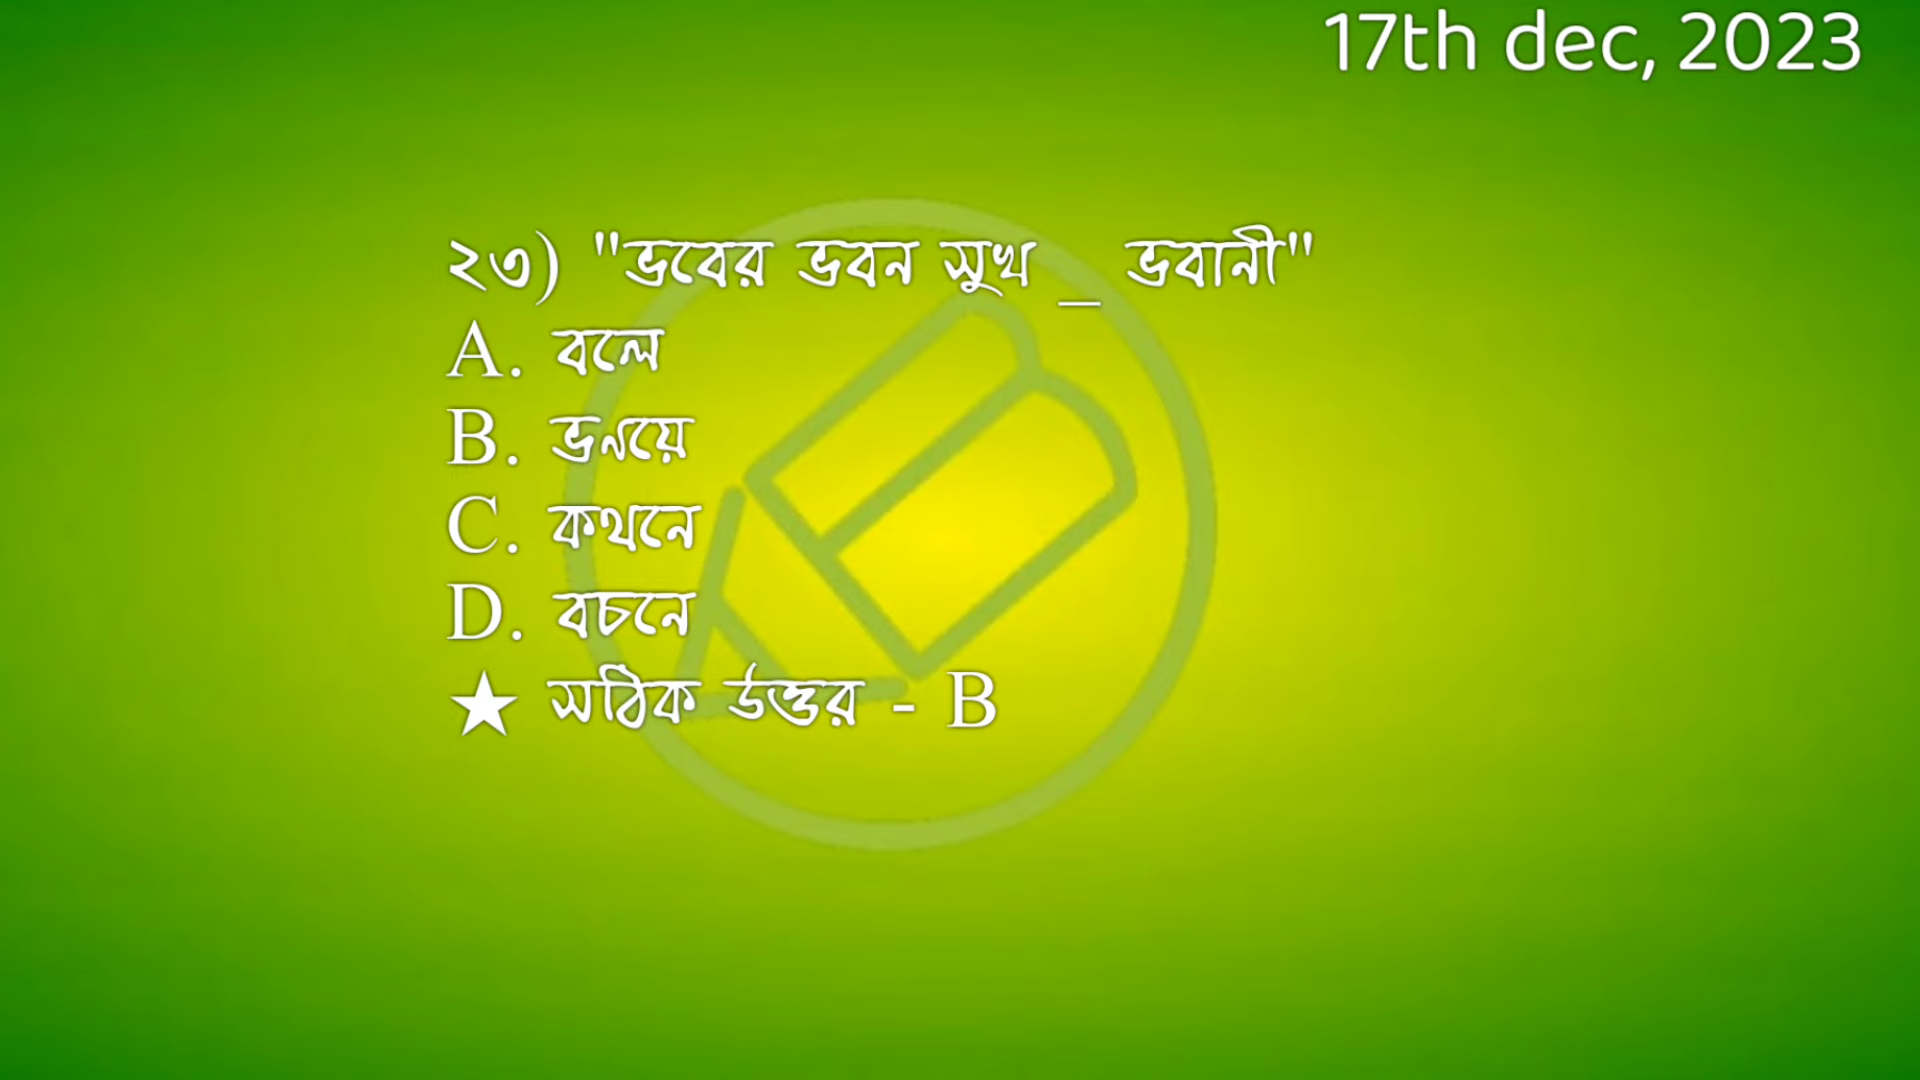 17th dec, 2023
২৩) "ভবের ভবন সুখ _ ভবানী"
A. বলে
B. ভণয়ে
C. কথনে
D. বচনে
★ সঠিক উত্তর - B